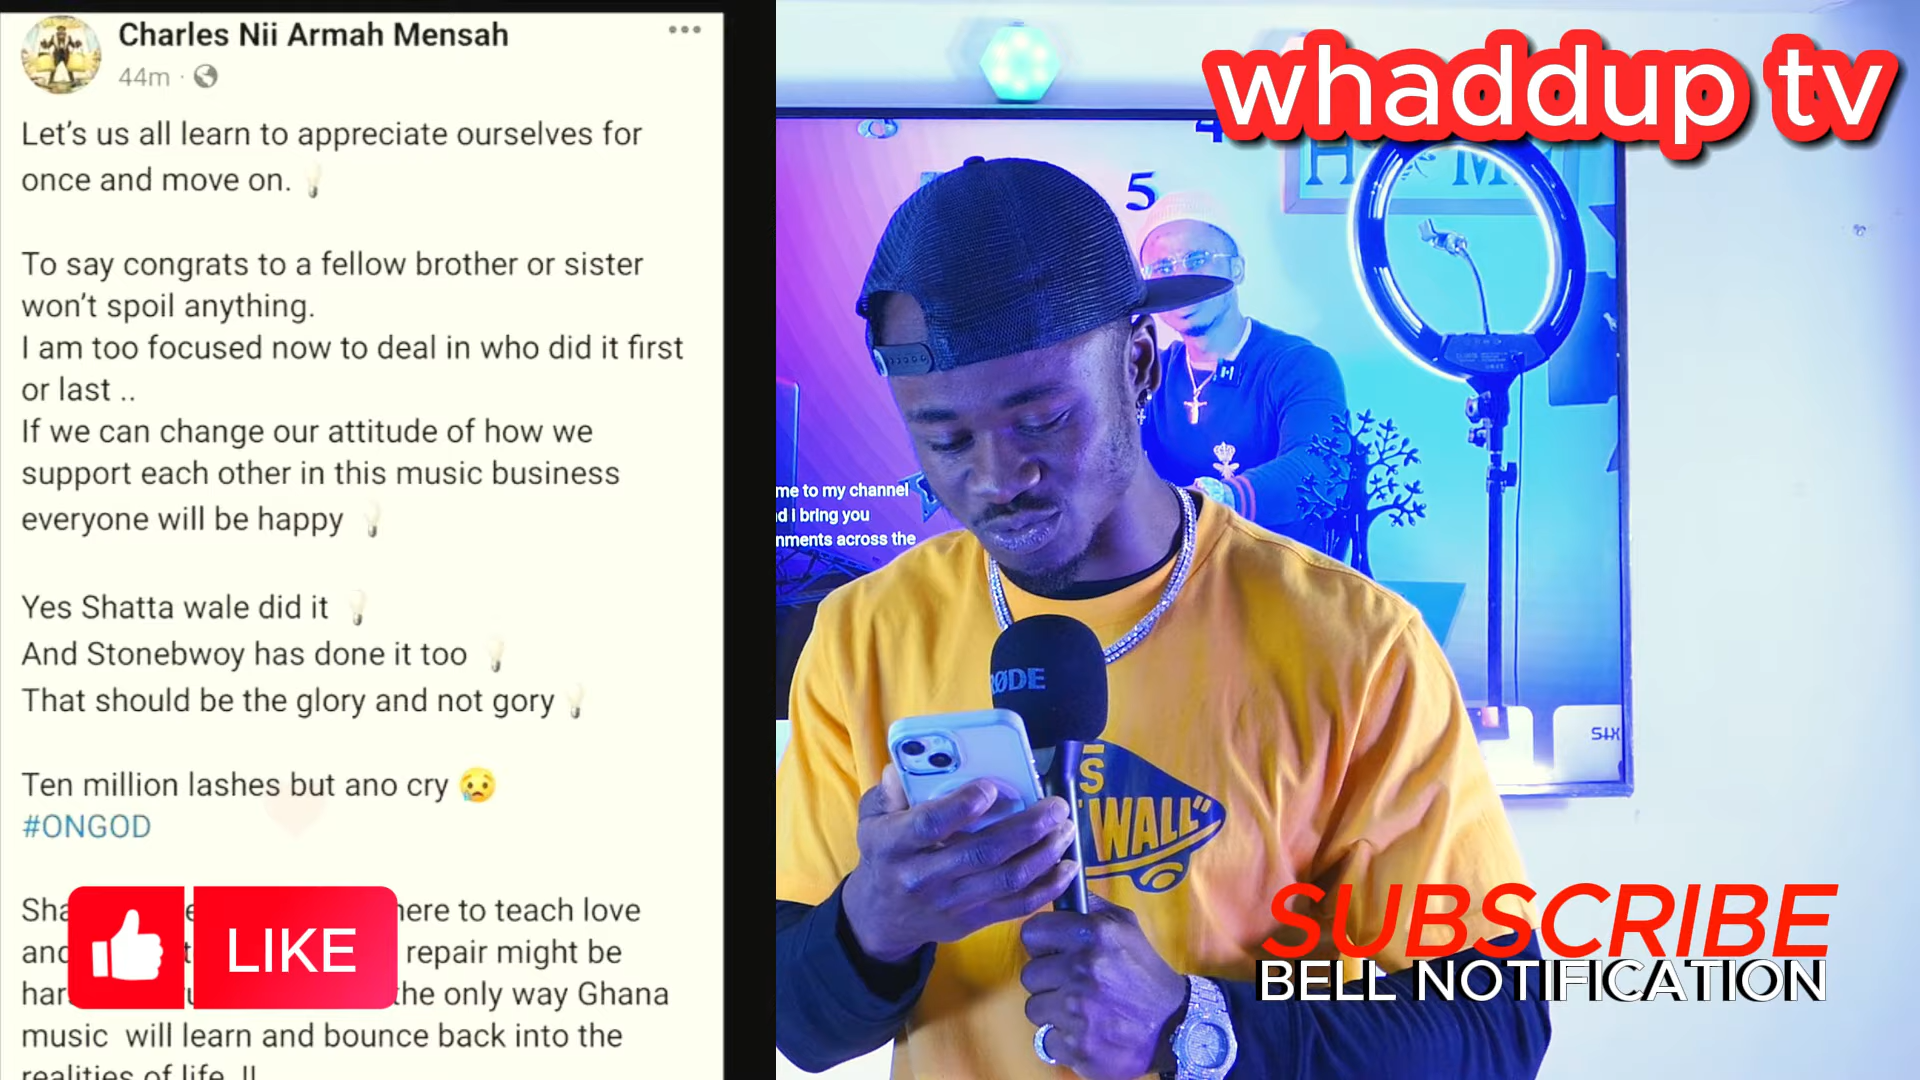 Charles Nii Armah Mensah
44m ·
Let's us all learn to appreciate ourselves for
once and move on.
To say congrats to a fellow brother or sister
won't spoil anything.
I am too focused now to deal in who did it first
or last ..
If we can change our attitude of how we
support each other in this music business
everyone will be happy
Yes Shatta wale did it
And Stonebwoy has done it too
That should be the glory and not gory
Ten million lashes but ano cry 😥
#ONGOD
here to teach love
repair might be
the only way Ghana
music will learn and bounce back into the
realities of life !!
LIKE
whaddup tv
5
me to my channel
d I bring you
nments across the
RØDE
S
"WALL"
SIX
SUBSCRIBE
BELL NOTIFICATION